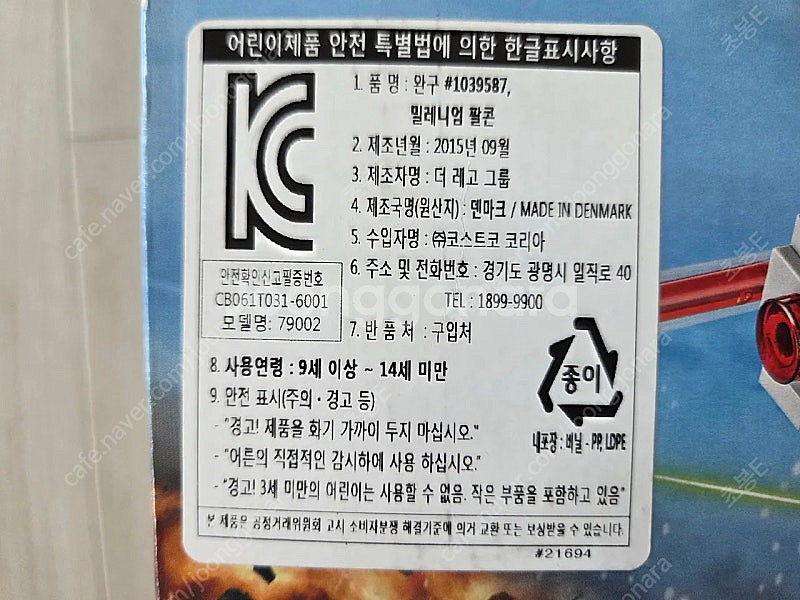 어린이제품 안전 특별법에 의한 한글표시사항
KC
1. 품 명 : 완구 #1039587,
밀레니엄 팔콘
2. 제조년월 : 2015년 09월
3. 제조자명 : 더 레고 그룹
4. 제조국명(원산지) : 덴마크 / MADE IN DENMARK
5. 수입자명 : ㈜코스트코 코리아
6. 주소 및 전화번호 : 경기도 광명시 일직로 40
TEL : 1899-9900
안전확인신고필증번호
CB061T031-6001
모델명: 79002
7. 반 품 처 : 구입처
8. 사용연령 : 9세 이상 ~ 14세 미만
9. 안전 표시(주의·경고 등)
- "경고! 제품을 화기 가까이 두지 마십시오."
- "어른의 직접적인 감시하에 사용 하십시오."
- "경고! 3세 미만의 어린이는 사용할 수 없음. 작은 부품을 포함하고 있음"
종이
내포장 : 비닐 - PP, LDPE
본 제품은 공정거래위원회 고시 소비자분쟁 해결기준에 의거 교환 또는 보상받을 수 있습니다.
#21694
cafe.naver.com/joonggonara
joonggonara
초봉E